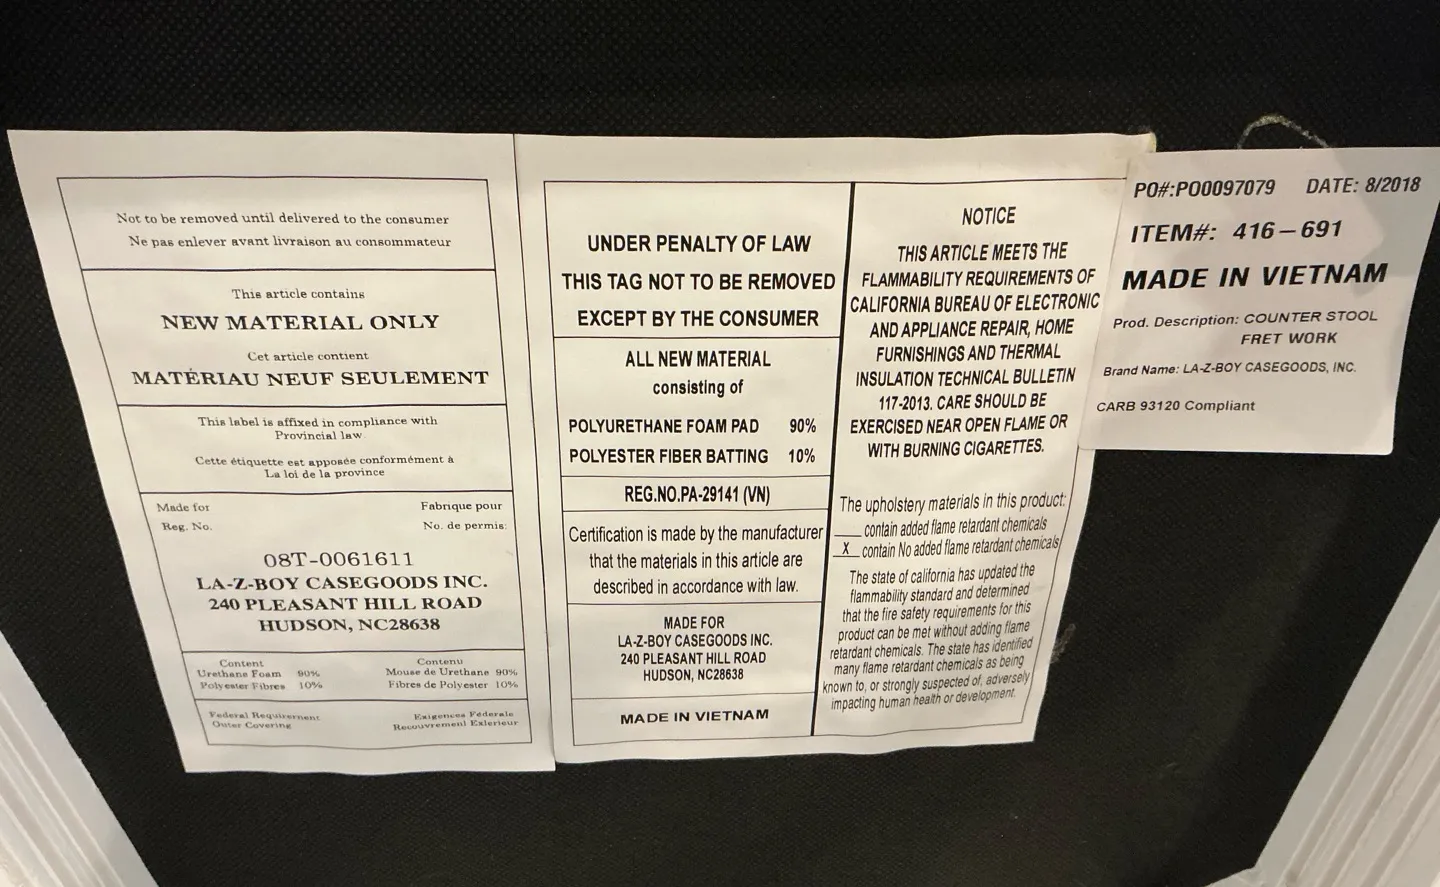 Not to be removed until delivered to the consumer
Ne pas enlever avant livraison au consommateur
This article contains
NEW MATERIAL ONLY
Cet article contient
MATÉRIAU NEUF SEULEMENT
This label is affixed in compliance with
Provincial law.
Cette étiquette est apposée conformément à
La loi de la province
Made for Fabrique pour
Reg. No. No. de permis:
08T-0061611
LA-Z-BOY CASEGOODS INC.
240 PLEASANT HILL ROAD
HUDSON, NC28638
Content Contenu
Urethane Foam 90% Mouse de Urethane 90%
Polyester Fibres 10% Fibres de Polyester 10%
Federal Requirement Exigences Féderale
Outer Covering Recouvrement Exlerieur
UNDER PENALTY OF LAW
THIS TAG NOT TO BE REMOVED
EXCEPT BY THE CONSUMER
ALL NEW MATERIAL
consisting of
POLYURETHANE FOAM PAD 90%
POLYESTER FIBER BATTING 10%
REG.NO.PA-29141 (VN)
Certification is made by the manufacturer
that the materials in this article are
described in accordance with law.
MADE FOR
LA-Z-BOY CASEGOODS INC.
240 PLEASANT HILL ROAD
HUDSON, NC28638
MADE IN VIETNAM
NOTICE
THIS ARTICLE MEETS THE
FLAMMABILITY REQUIREMENTS OF
CALIFORNIA BUREAU OF ELECTRONIC
AND APPLIANCE REPAIR, HOME
FURNISHINGS AND THERMAL
INSULATION TECHNICAL BULLETIN
117-2013. CARE SHOULD BE
EXERCISED NEAR OPEN FLAME OR
WITH BURNING CIGARETTES.
The upholstery materials in this product:
___ contain added flame retardant chemicals
_X_ contain No added flame retardant chemicals
The state of california has updated the
flammability standard and determined
that the fire safety requirements for this
product can be met without adding flame
retardant chemicals. The state has identified
many flame retardant chemicals as being
known to, or strongly suspected of, adversely
impacting human health or development.
PO#:PO0097079 DATE: 8/2018
ITEM#: 416-691
MADE IN VIETNAM
Prod. Description: COUNTER STOOL
FRET WORK
Brand Name: LA-Z-BOY CASEGOODS, INC.
CARB 93120 Compliant